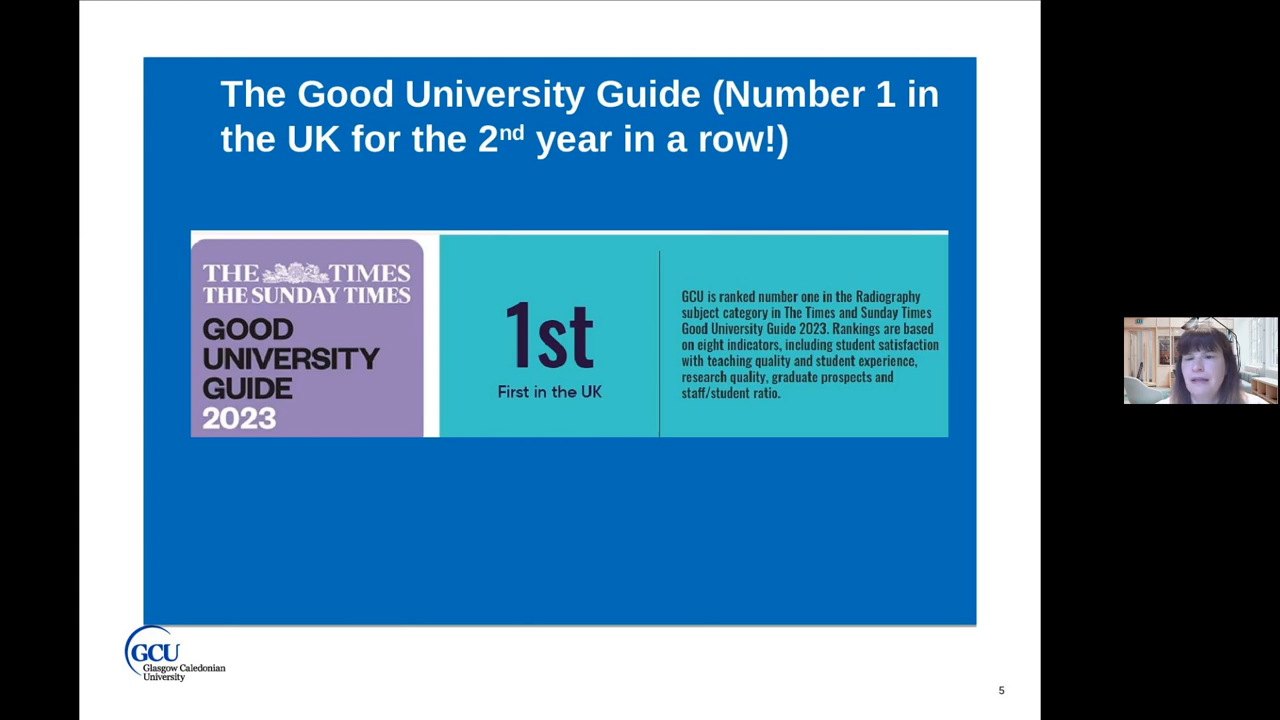 The Good University Guide (Number 1 in
the UK for the 2nd year in a row!)
THE TIMES
THE SUNDAY TIMES
GOOD
UNIVERSITY
GUIDE
2023
1st
First in the UK
GCU is ranked number one in the Radiography
subject category in The Times and Sunday Times
Good University Guide 2023. Rankings are based
on eight indicators, including student satisfaction
with teaching quality and student experience,
research quality, graduate prospects and
staff/student ratio.
GCU
Glasgow Caledonian
University
5